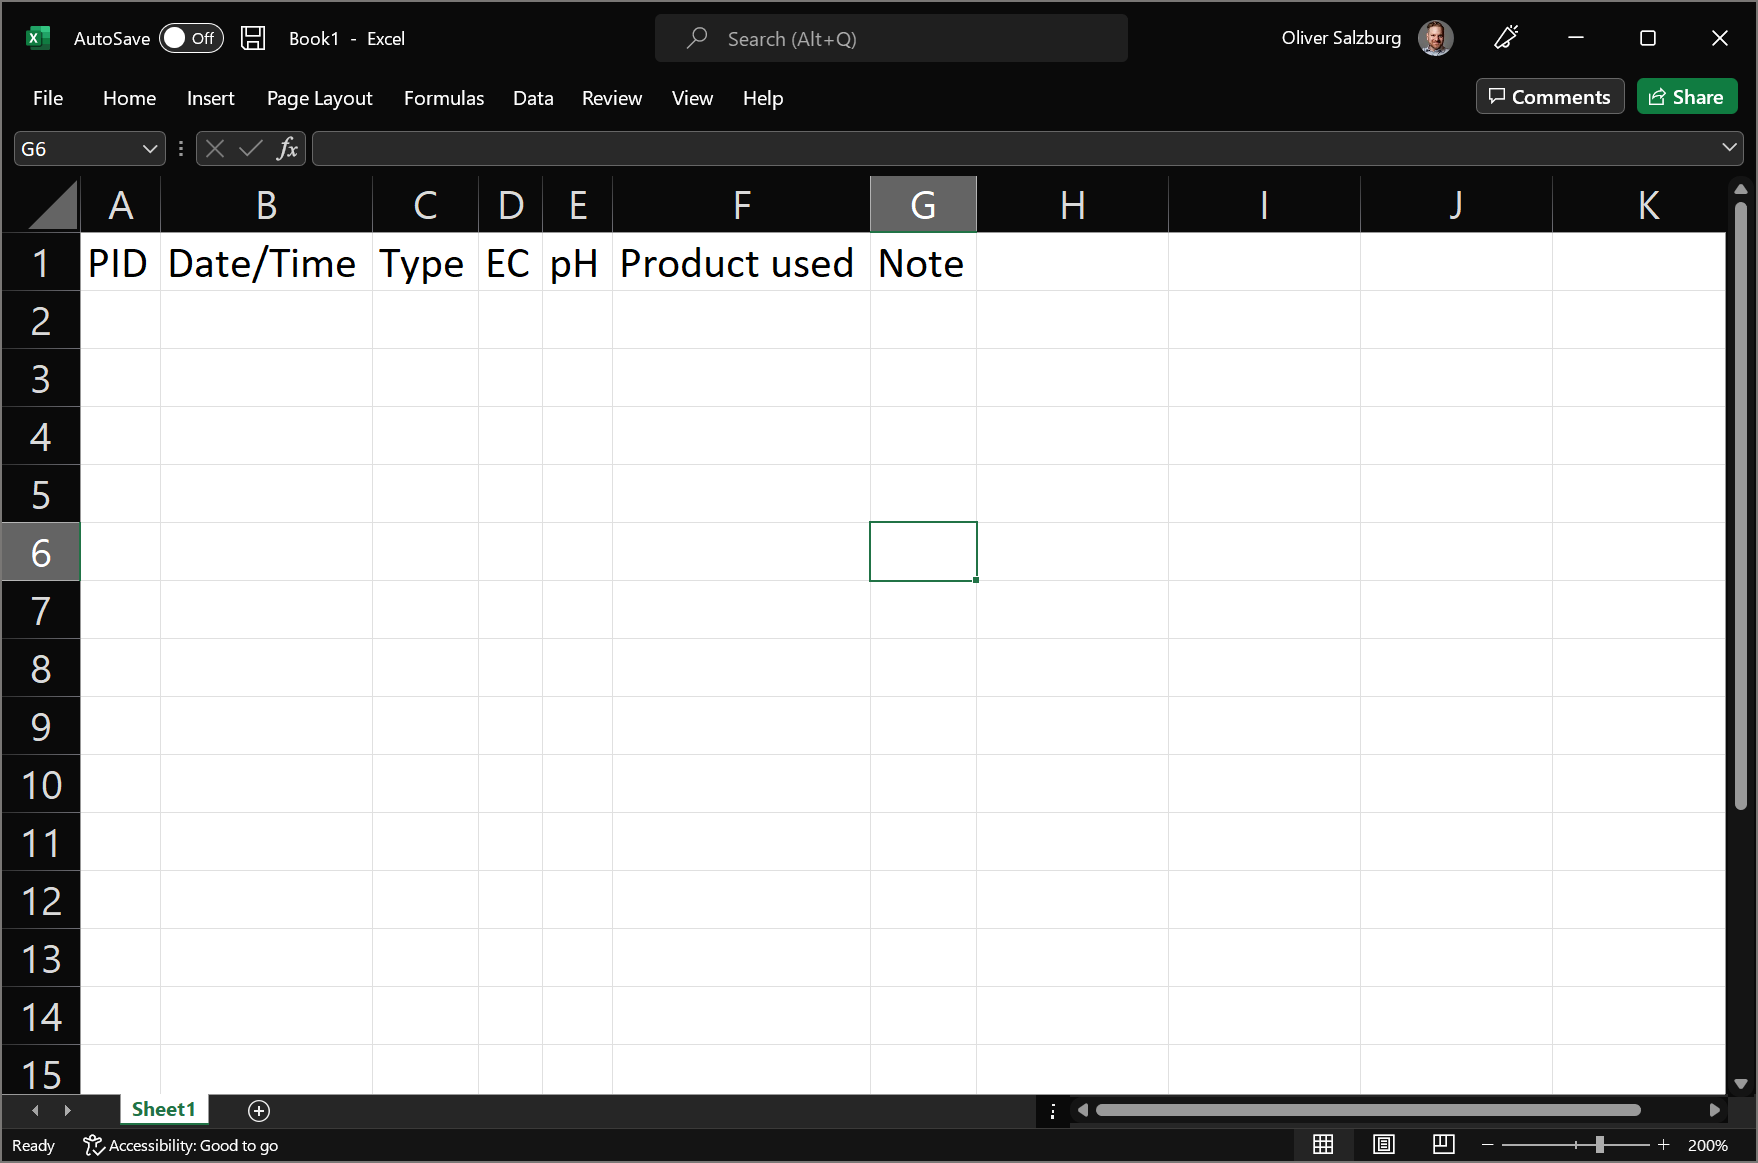 AutoSave Off Book1 - Excel Search (Alt+Q) Oliver Salzburg
File Home Insert Page Layout Formulas Data Review View Help Comments Share
G6 fx
A B C D E F G H I J K
1 PID Date/Time Type EC pH Product used Note
2
3
4
5
6
7
8
9
10
11
12
13
14
15
Sheet1
Ready Accessibility: Good to go 200%